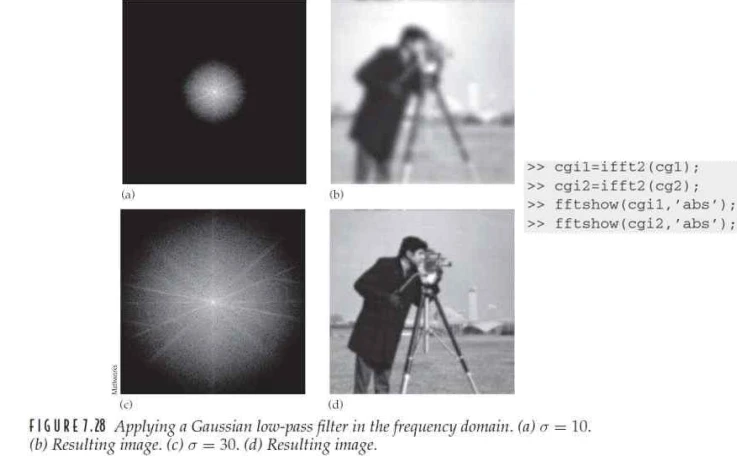 (a)
(b)
>> cgi1=ifft2(cg1);
>> cgi2=ifft2(cg2);
>> fftshow(cgi1,'abs');
>> fftshow(cgi2,'abs');
Mathworks
(c)
(d)
FIGURE 7.28 Applying a Gaussian low-pass filter in the frequency domain. (a) σ = 10.
(b) Resulting image. (c) σ = 30. (d) Resulting image.